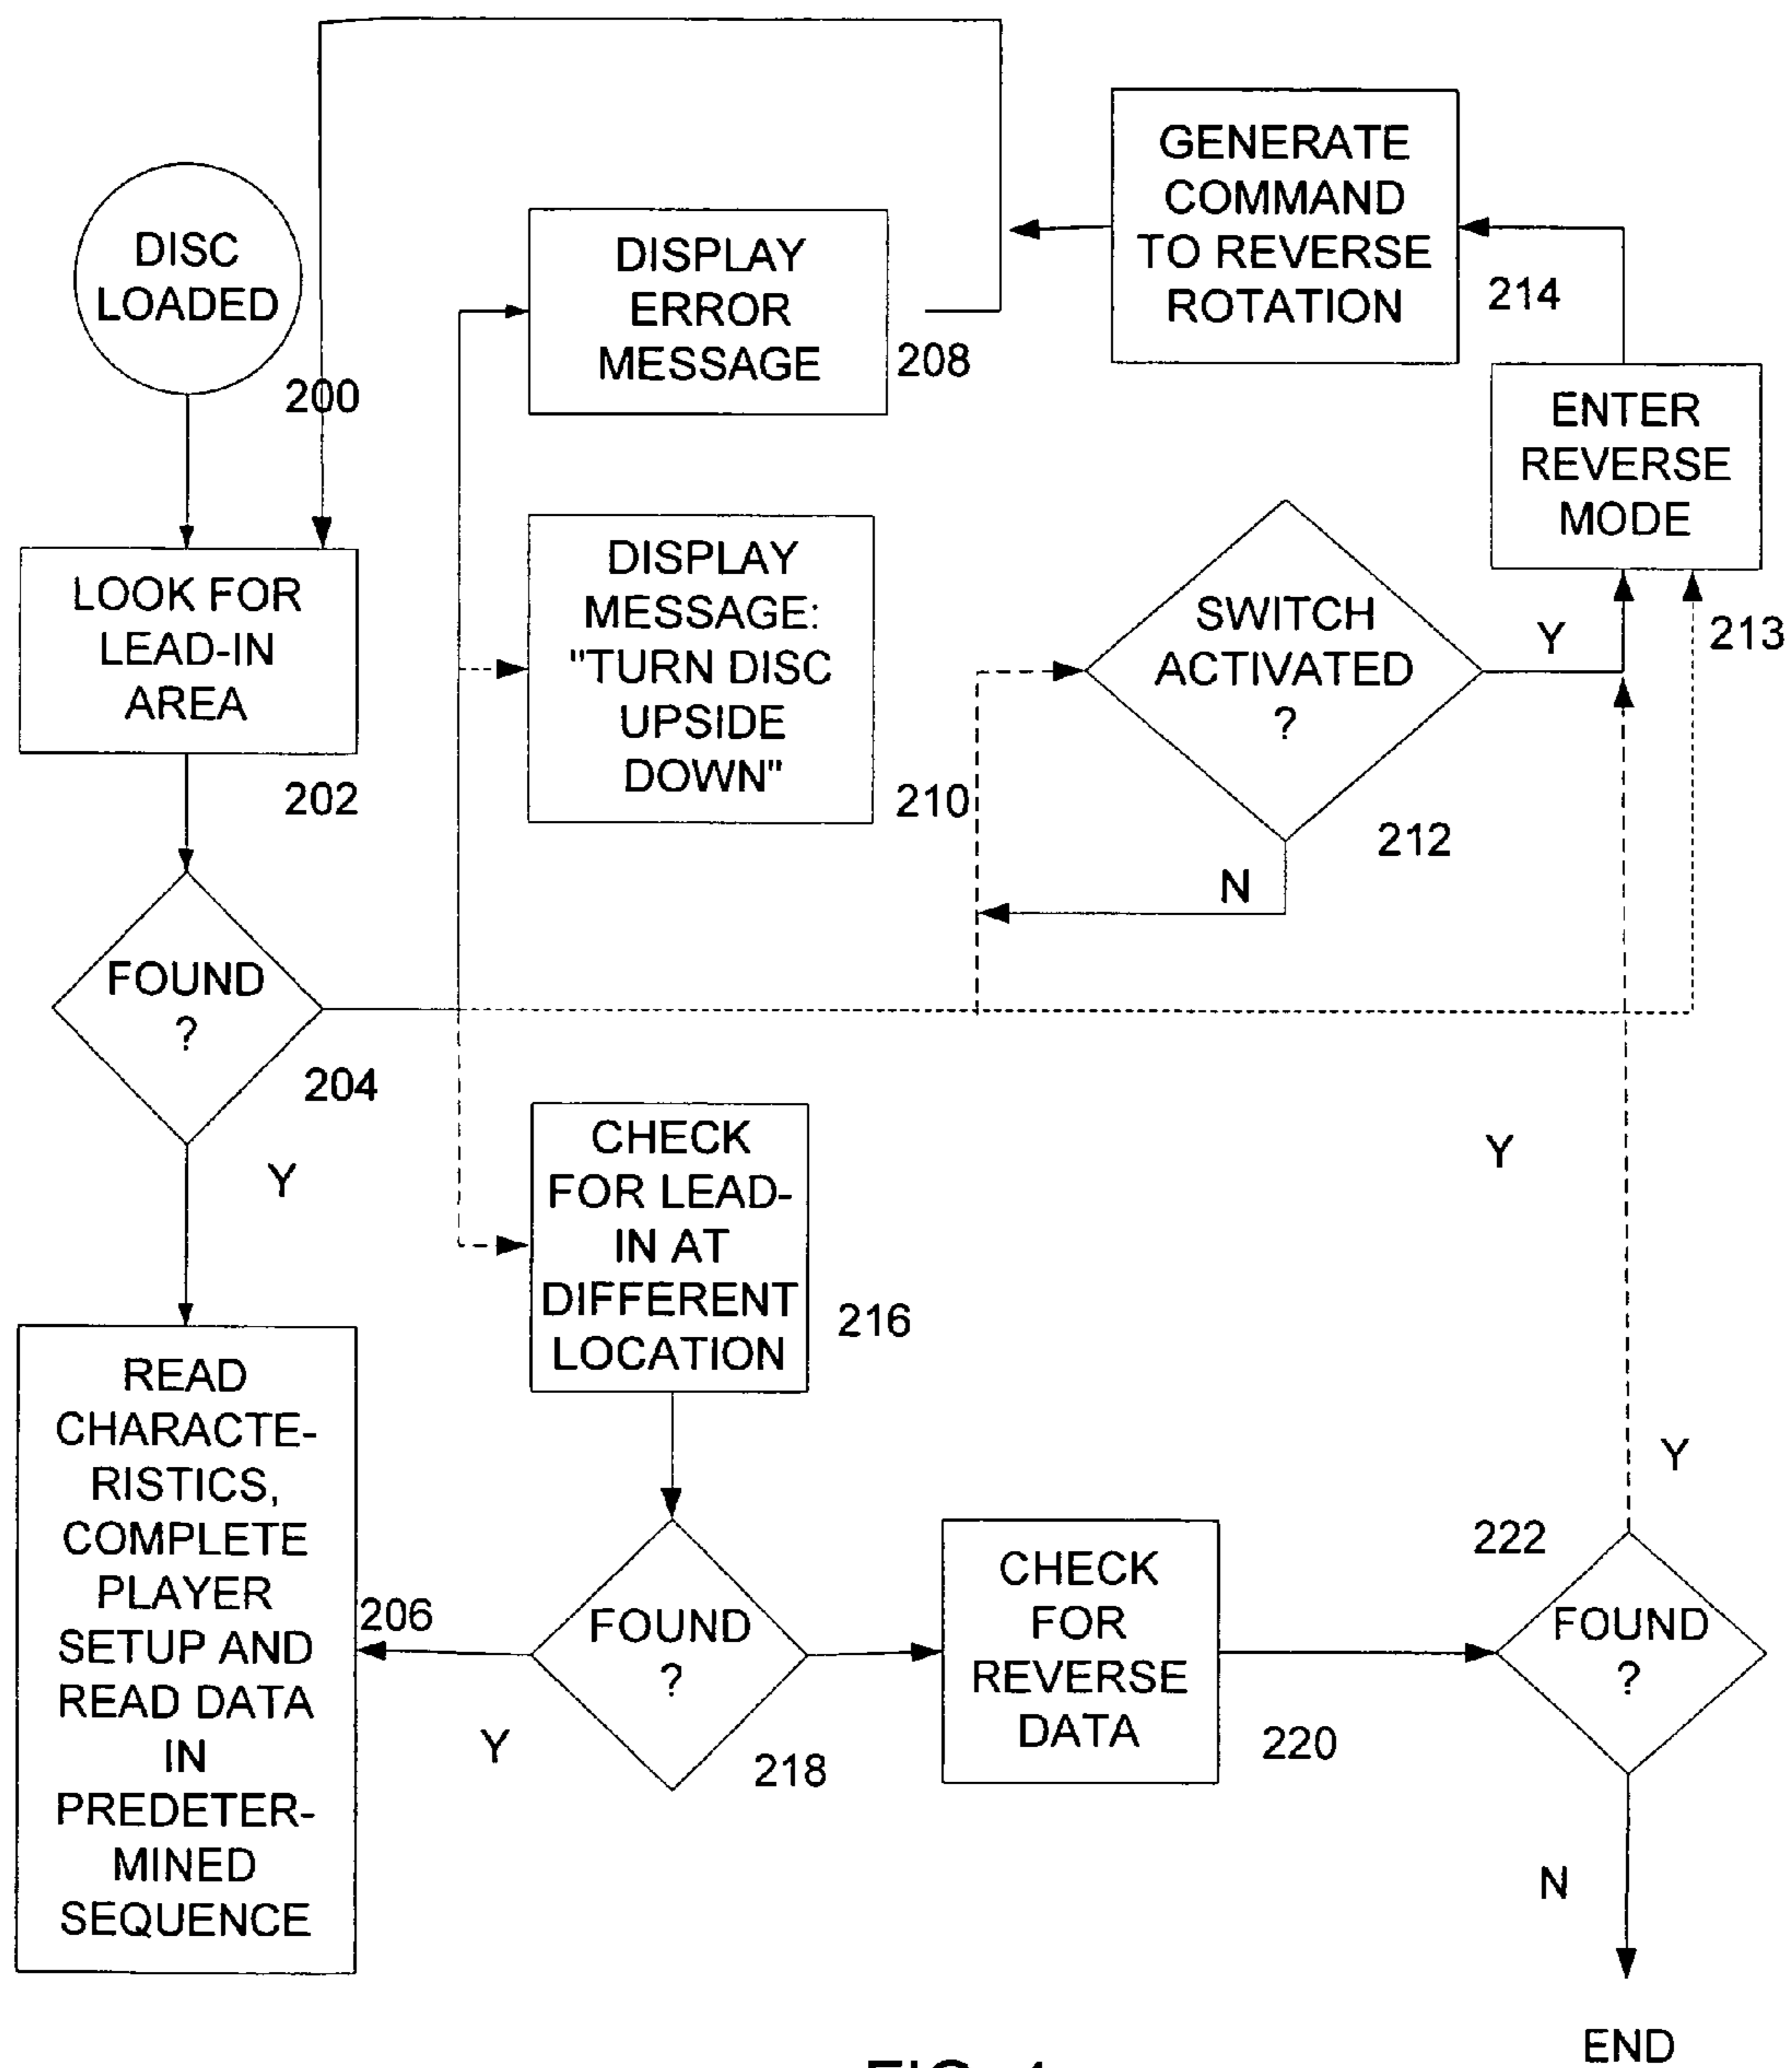 DISC
LOADED
200
LOOK FOR
LEAD-IN
AREA
202
FOUND
?
204
Y
READ
CHARACTE-
RISTICS,
COMPLETE
PLAYER
SETUP AND
READ DATA
IN
PREDETER-
MINED
SEQUENCE
206
DISPLAY
ERROR
MESSAGE
208
DISPLAY
MESSAGE:
"TURN DISC
UPSIDE
DOWN"
210
GENERATE
COMMAND
TO REVERSE
ROTATION
214
ENTER
REVERSE
MODE
213
SWITCH
ACTIVATED
?
Y
212
N
CHECK
FOR LEAD-
IN AT
DIFFERENT
LOCATION
216
FOUND
?
Y
218
CHECK
FOR
REVERSE
DATA
220
Y
Y
222
FOUND
?
N
END